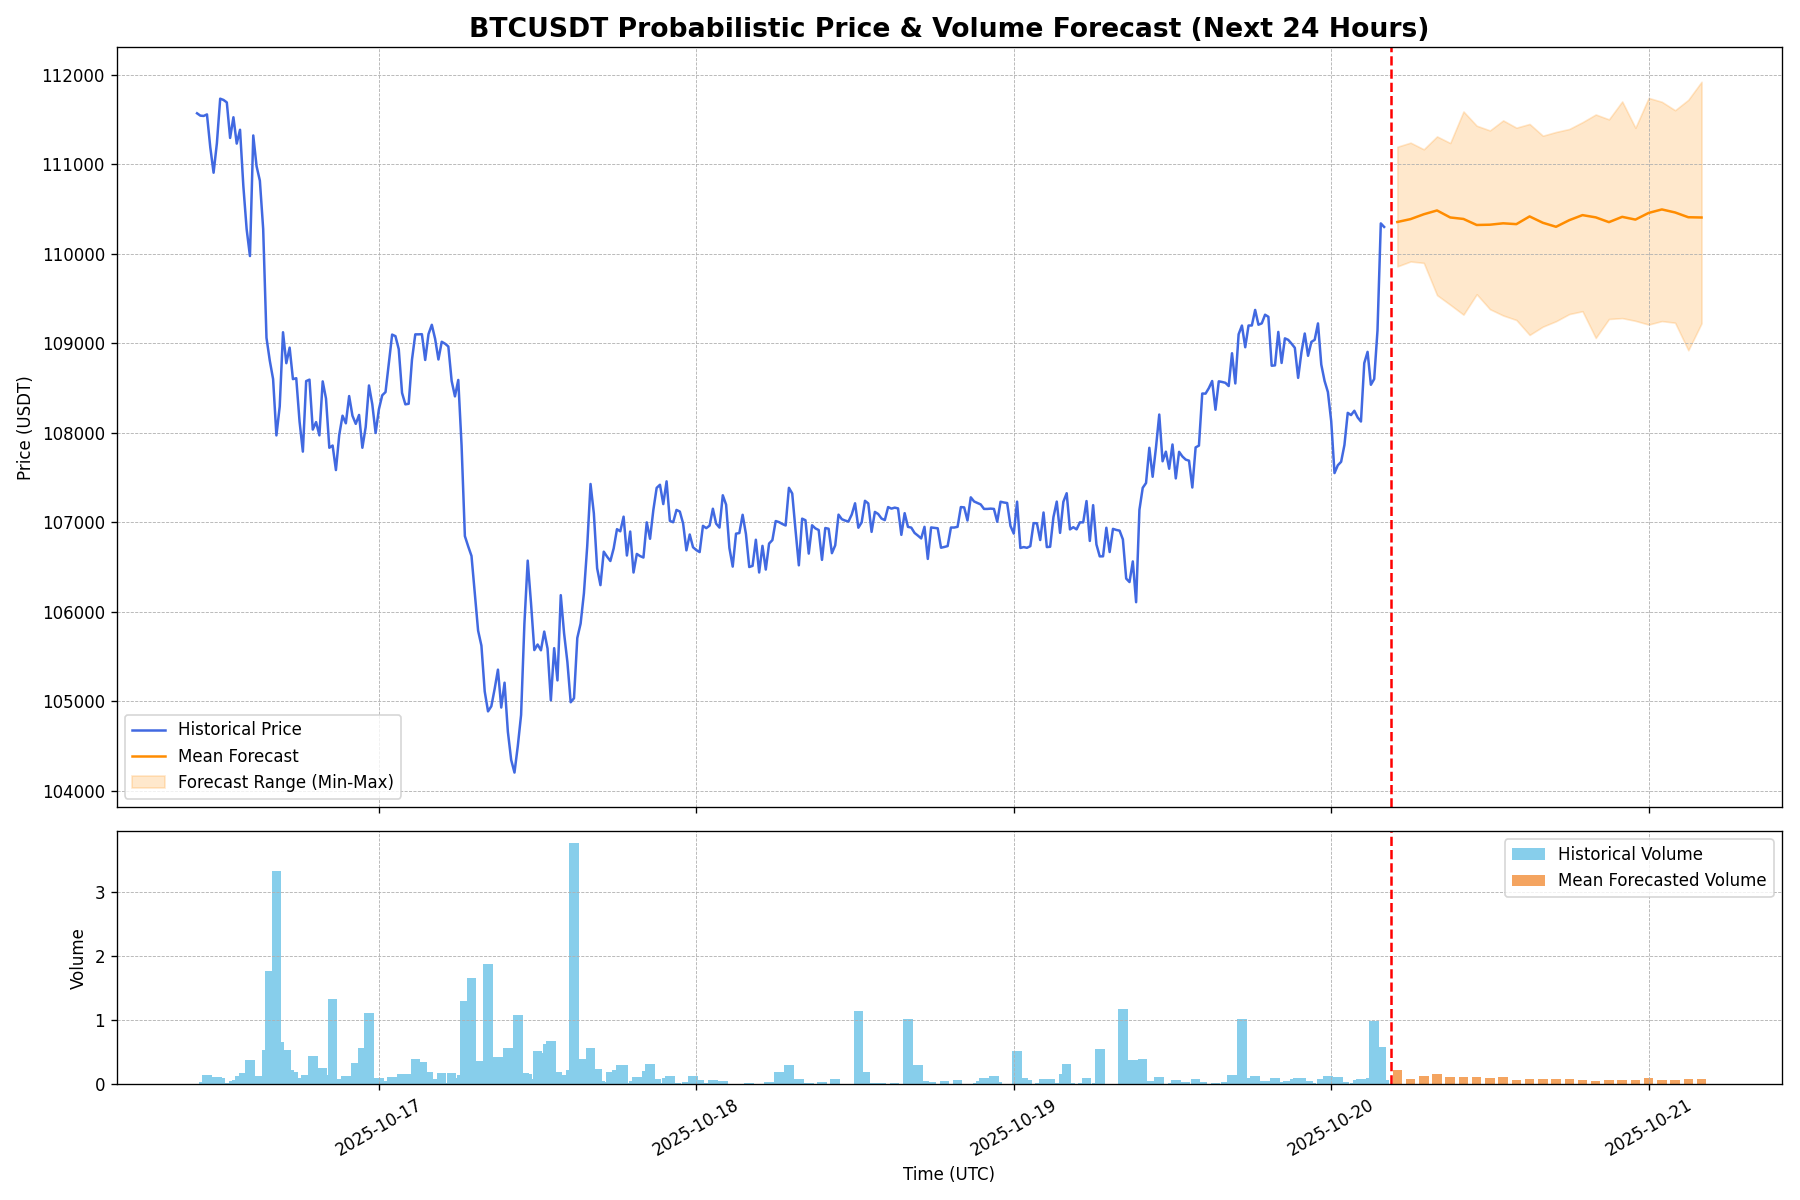 BTCUSDT Probabilistic Price & Volume Forecast (Next 24 Hours)
Price (USDT)
112000
111000
110000
109000
108000
107000
106000
105000
104000
Historical Price
Mean Forecast
Forecast Range (Min-Max)
Volume
3
2
1
0
Historical Volume
Mean Forecasted Volume
2025-10-17
2025-10-18
2025-10-19
2025-10-20
2025-10-21
Time (UTC)